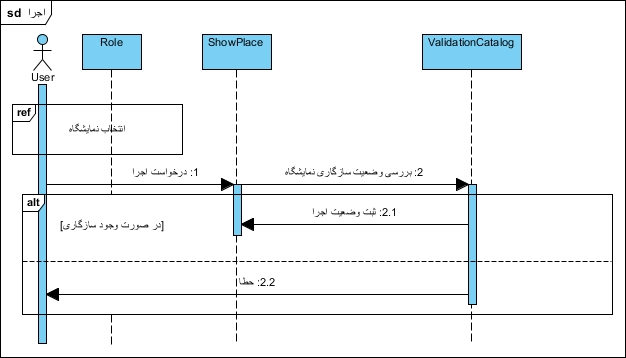 sd اجرا
User
Role
ShowPlace
ValidationCatalog
ref
انتخاب نمایشگاه
1: درخواست اجرا
2: بررسی وضعیت سازگاری نمایشگاه
alt
[در صورت وجود سازگاری]
2.1: ثبت وضعیت اجرا
2.2: خطا